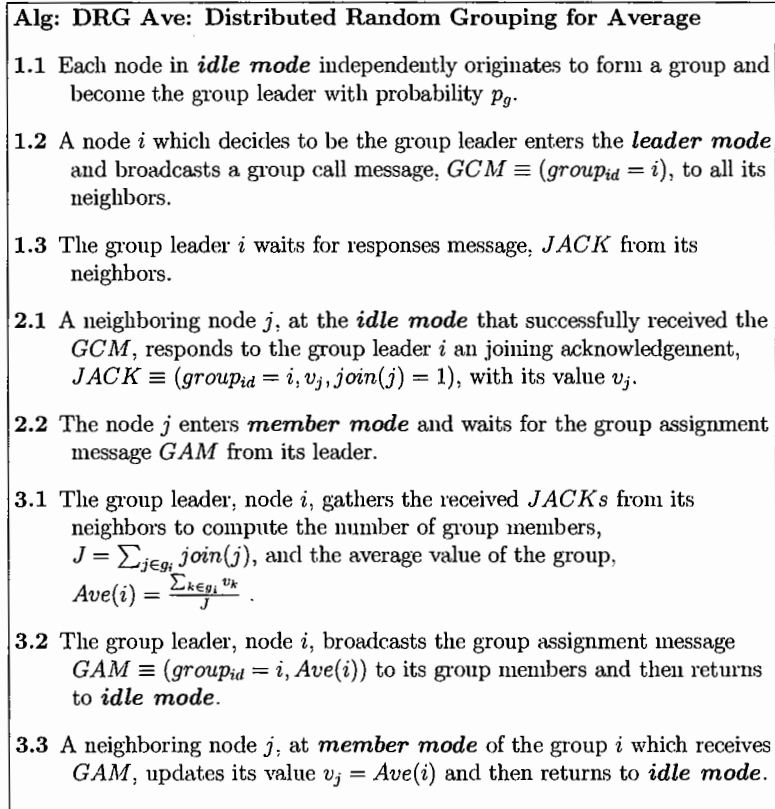 Alg: DRG Ave: Distributed Random Grouping for Average
1.1 Each node in idle mode independently originates to form a group and
become the group leader with probability p_g.
1.2 A node i which decides to be the group leader enters the leader mode
and broadcasts a group call message, GCM ≡ (group_id = i), to all its
neighbors.
1.3 The group leader i waits for responses message, JACK from its
neighbors.
2.1 A neighboring node j, at the idle mode that successfully received the
GCM, responds to the group leader i an joining acknowledgement,
JACK ≡ (group_id = i, v_j, join(j) = 1), with its value v_j.
2.2 The node j enters member mode and waits for the group assignment
message GAM from its leader.
3.1 The group leader, node i, gathers the received JACKs from its
neighbors to compute the number of group members,
J = ∑_{j∈g_i} join(j), and the average value of the group,
Ave(i) = ∑_{k∈g_i} v_k / J .
3.2 The group leader, node i, broadcasts the group assignment message
GAM ≡ (group_id = i, Ave(i)) to its group members and then returns
to idle mode.
3.3 A neighboring node j, at member mode of the group i which receives
GAM, updates its value v_j = Ave(i) and then returns to idle mode.